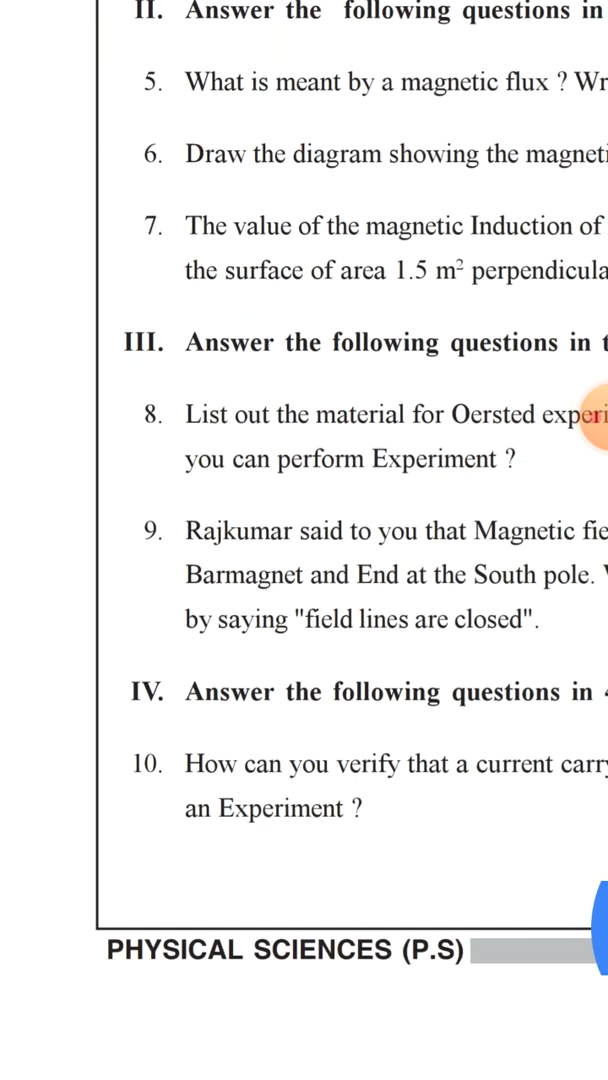 II. Answer the following questions in
5. What is meant by a magnetic flux ? Wr
6. Draw the diagram showing the magneti
7. The value of the magnetic Induction of
the surface of area 1.5 m² perpendicula
III. Answer the following questions in t
8. List out the material for Oersted experi
you can perform Experiment ?
9. Rajkumar said to you that Magnetic fie
Barmagnet and End at the South pole.
by saying "field lines are closed".
IV. Answer the following questions in
10. How can you verify that a current carry
an Experiment ?
PHYSICAL SCIENCES (P.S)